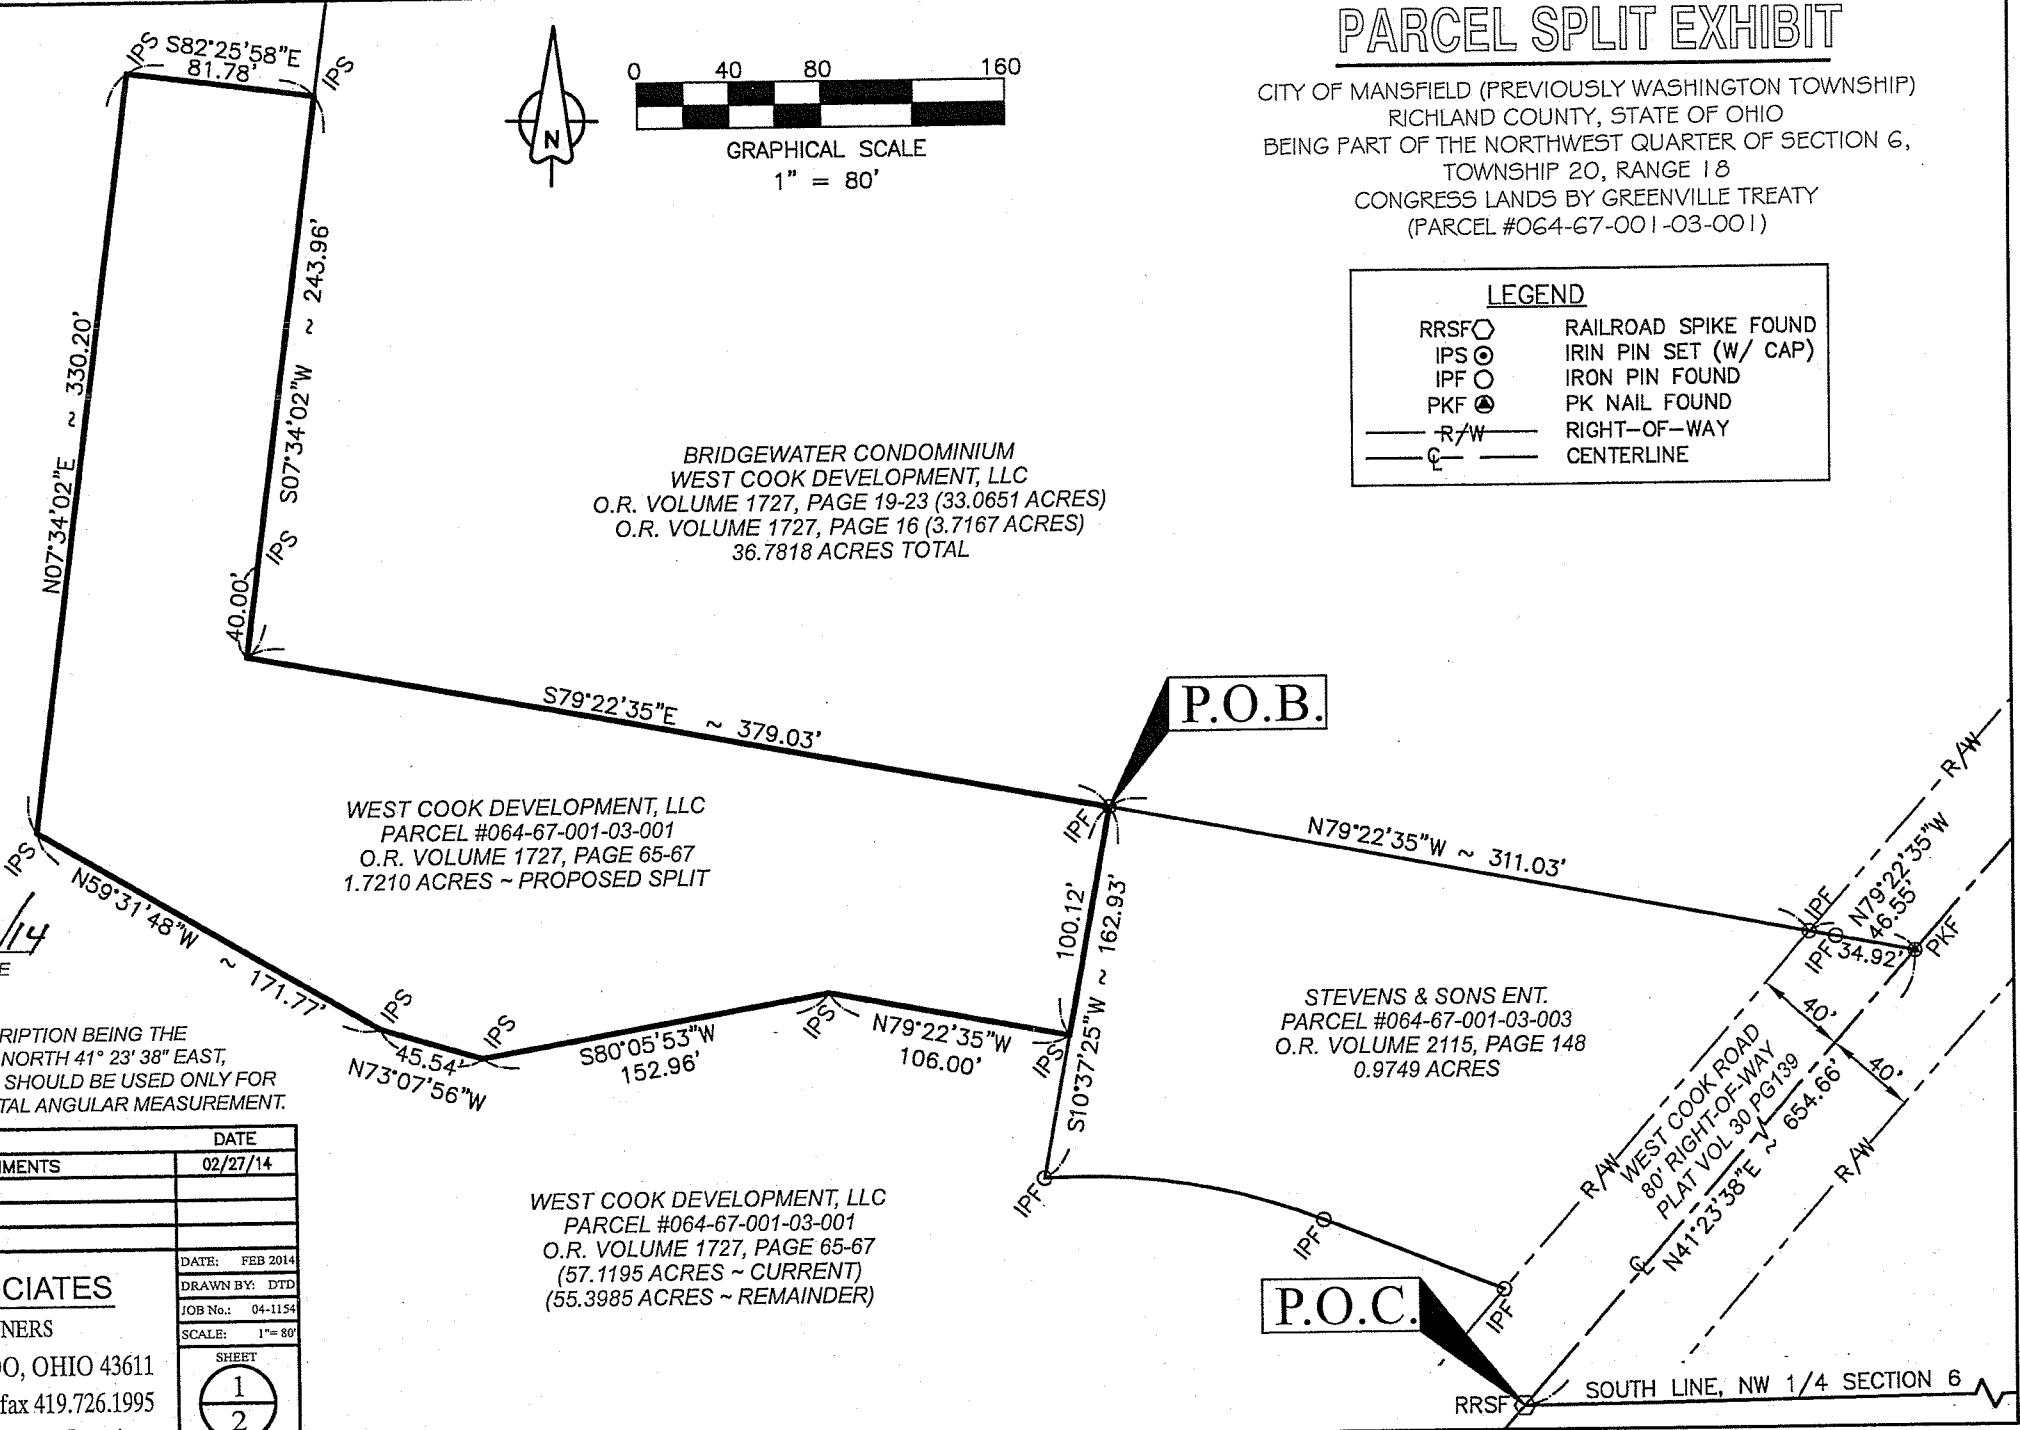 PARCEL SPLIT EXHIBIT
CITY OF MANSFIELD (PREVIOUSLY WASHINGTON TOWNSHIP)
RICHLAND COUNTY, STATE OF OHIO
BEING PART OF THE NORTHWEST QUARTER OF SECTION 6,
TOWNSHIP 20, RANGE 18
CONGRESS LANDS BY GREENVILLE TREATY
(PARCEL #064-67-001-03-001)
0 40 80 160
GRAPHICAL SCALE
1" = 80'
N
LEGEND
RRSF RAILROAD SPIKE FOUND
IPS IRIN PIN SET (W/ CAP)
IPF IRON PIN FOUND
PKF PK NAIL FOUND
R/W RIGHT-OF-WAY
℄ CENTERLINE
IPS
S82°25'58"E
81.78'
IPS
N07°34'02"E ~ 330.20'
S07°34'02"W ~ 243.96'
IPS
40.00'
BRIDGEWATER CONDOMINIUM
WEST COOK DEVELOPMENT, LLC
O.R. VOLUME 1727, PAGE 19-23 (33.0651 ACRES)
O.R. VOLUME 1727, PAGE 16 (3.7167 ACRES)
36.7818 ACRES TOTAL
S79°22'35"E ~ 379.03'
P.O.B.
IPF
N79°22'35"W ~ 311.03'
IPF
N79°22'35"W
46.55'
IPF
34.92'
PKF
R/W
WEST COOK DEVELOPMENT, LLC
PARCEL #064-67-001-03-001
O.R. VOLUME 1727, PAGE 65-67
1.7210 ACRES ~ PROPOSED SPLIT
IPS
N59°31'48"W ~ 171.77'
IPS
45.54'
N73°07'56"W
IPS
S80°05'53"W
152.96'
IPS
N79°22'35"W
106.00'
IPS
100.12'
S10°37'25"W ~ 162.93'
IPF
STEVENS & SONS ENT.
PARCEL #064-67-001-03-003
O.R. VOLUME 2115, PAGE 148
0.9749 ACRES
40'
40'
WEST COOK ROAD
80' RIGHT-OF-WAY
PLAT VOL 30 PG139
N41°23'38"E ~ 654.66'
R/W
R/W
℄
IPF
IPF
P.O.C.
RRSF
SOUTH LINE, NW 1/4 SECTION 6
WEST COOK DEVELOPMENT, LLC
PARCEL #064-67-001-03-001
O.R. VOLUME 1727, PAGE 65-67
(57.1195 ACRES ~ CURRENT)
(55.3985 ACRES ~ REMAINDER)
/14
E
RIPTION BEING THE
NORTH 41° 23' 38" EAST,
SHOULD BE USED ONLY FOR
TAL ANGULAR MEASUREMENT.
DATE
MENTS 02/27/14
DATE: FEB 2014
DRAWN BY: DTD
JOB No.: 04-1154
SCALE: 1"= 80'
SHEET
1
2
CIATES
NERS
DO, OHIO 43611
fax 419.726.1995